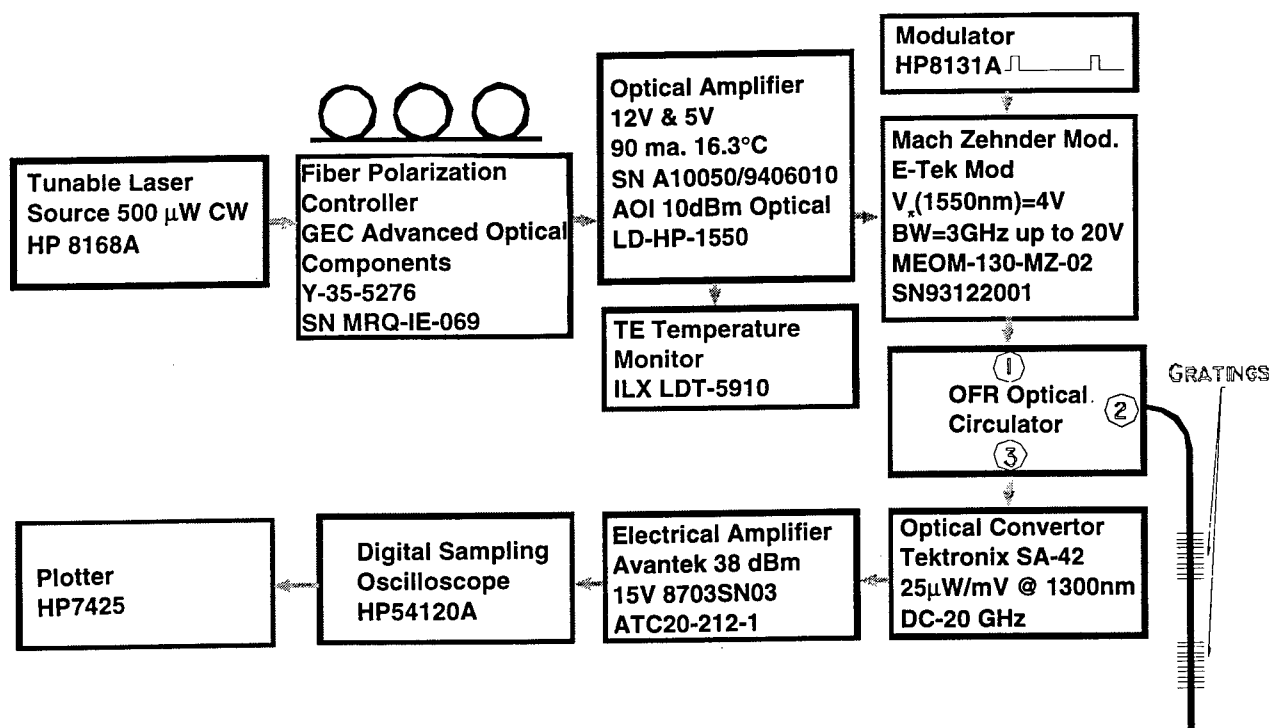 Tunable Laser
Source 500 μW CW
HP 8168A
Fiber Polarization
Controller
GEC Advanced Optical
Components
Y-35-5276
SN MRQ-IE-069
Optical Amplifier
12V & 5V
90 ma. 16.3°C
SN A10050/9406010
AOI 10dBm Optical
LD-HP-1550
TE Temperature
Monitor
ILX LDT-5910
Modulator
HP8131A
Mach Zehnder Mod.
E-Tek Mod
Vπ(1550nm)=4V
BW=3GHz up to 20V
MEOM-130-MZ-02
SN93122001
1
OFR Optical
Circulator
2
3
GRATINGS
Optical Convertor
Tektronix SA-42
25μW/mV @ 1300nm
DC-20 GHz
Electrical Amplifier
Avantek 38 dBm
15V 8703SN03
ATC20-212-1
Digital Sampling
Oscilloscope
HP54120A
Plotter
HP7425